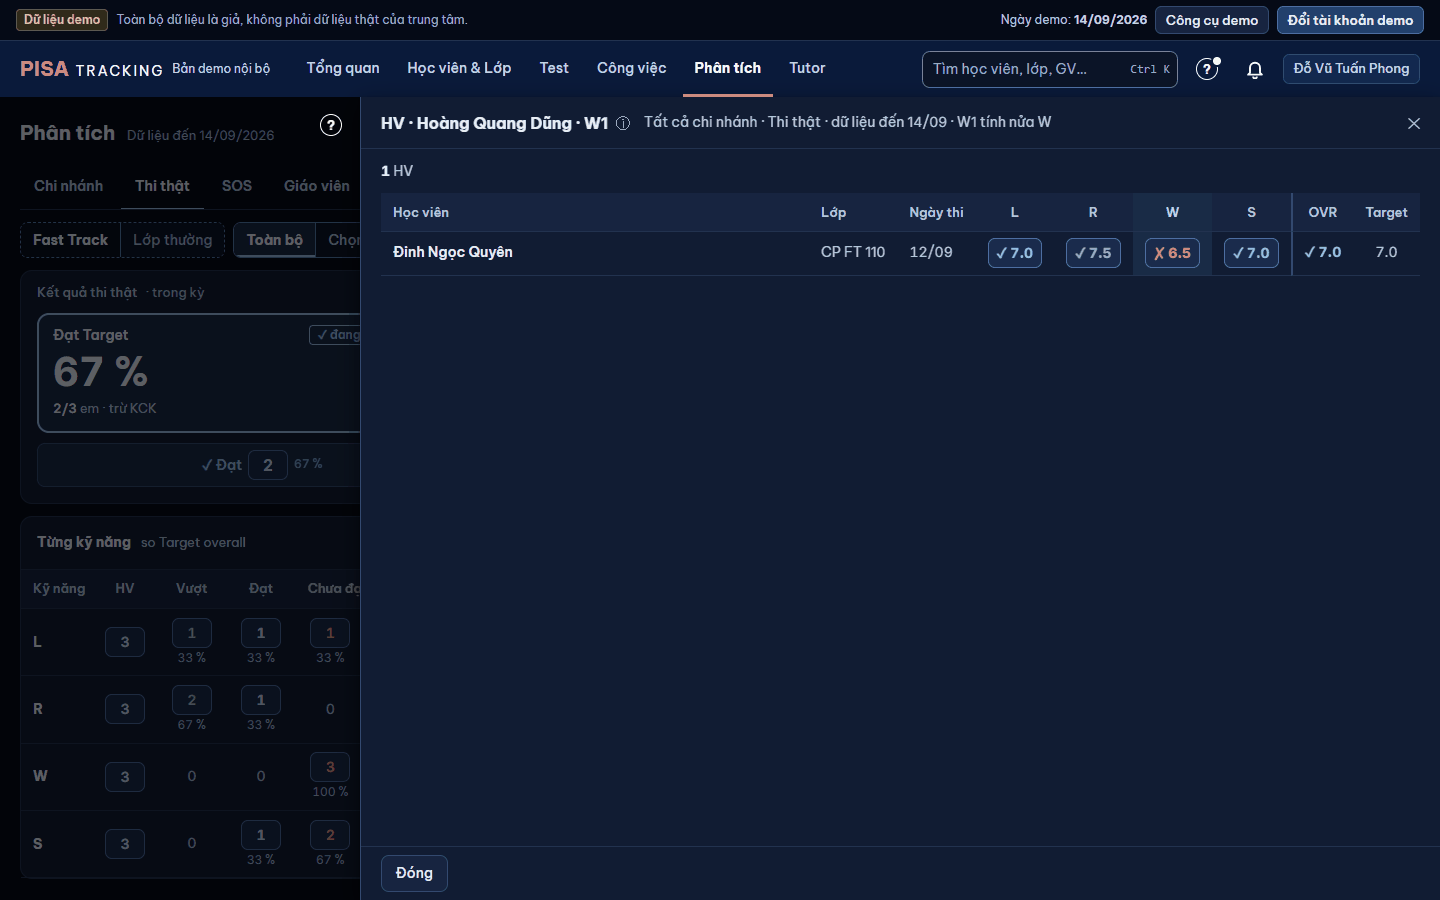 Dữ liệu demo Toàn bộ dữ liệu là giả, không phải dữ liệu thật của trung tâm. Ngày demo: 14/09/2026 Công cụ demo Đổi tài khoản demo
PISA TRACKING Bản demo nội bộ Tổng quan Học viên & Lớp Test Công việc Phân tích Tutor Tìm học viên, lớp, GV... Ctrl K ? Đỗ Vũ Tuấn Phong
Phân tích Dữ liệu đến 14/09/2026 ?
Chi nhánh Thi thật SOS Giáo viên
Fast Track Lớp thường Toàn bộ Chọn
Kết quả thi thật · trong kỳ
Đạt Target ✓ đang
67 %
2/3 em · trừ KCK
✓ Đạt 2 67 %
Từng kỹ năng so Target overall
Kỹ năng HV Vượt Đạt Chưa đạ
L 3 1 33 % 1 33 % 1 33 %
R 3 2 67 % 1 33 % 0
W 3 0 0 3 100 %
S 3 0 1 33 % 2 67 %
HV · Hoàng Quang Dũng · W1 Tất cả chi nhánh · Thi thật · dữ liệu đến 14/09 · W1 tính nửa W
1 HV
Học viên Lớp Ngày thi L R W S OVR Target
Đinh Ngọc Quyên CP FT 110 12/09 ✓ 7.0 ✓ 7.5 ✗ 6.5 ✓ 7.0 ✓ 7.0 7.0
Đóng